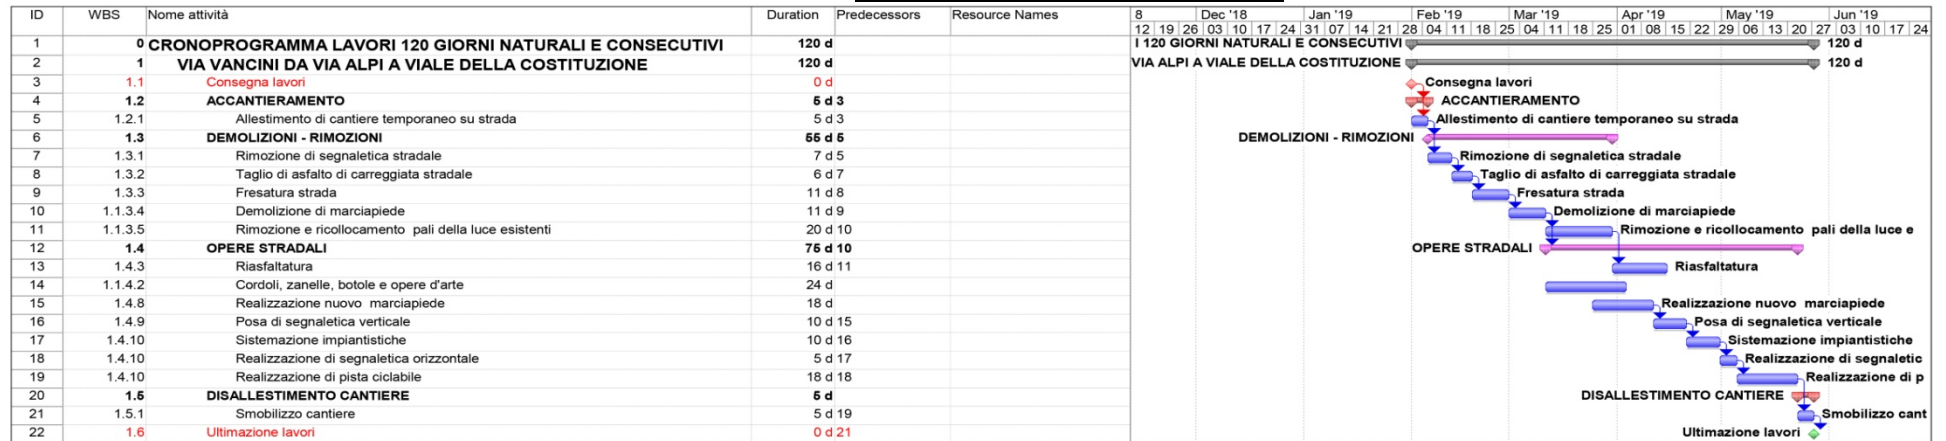 ID WBS Nome attività Duration Predecessors Resource Names 8 Dec '18 Jan '19 Feb '19 Mar '19 Apr '19 May '19 Jun '19
12 19 26 03 10 17 24 31 07 14 21 28 04 11 18 25 04 11 18 25 01 08 15 22 29 06 13 20 27 03 10 17 24
1 0 CRONOPROGRAMMA LAVORI 120 GIORNI NATURALI E CONSECUTIVI 120 d I 120 GIORNI NATURALI E CONSECUTIVI 120 d
2 1 VIA VANCINI DA VIA ALPI A VIALE DELLA COSTITUZIONE 120 d VIA ALPI A VIALE DELLA COSTITUZIONE 120 d
3 1.1 Consegna lavori 0 d Consegna lavori
4 1.2 ACCANTIERAMENTO 5 d 3 ACCANTIERAMENTO
5 1.2.1 Allestimento di cantiere temporaneo su strada 5 d 3 Allestimento di cantiere temporaneo su strada
6 1.3 DEMOLIZIONI - RIMOZIONI 55 d 5 DEMOLIZIONI - RIMOZIONI
7 1.3.1 Rimozione di segnaletica stradale 7 d 5 Rimozione di segnaletica stradale
8 1.3.2 Taglio di asfalto di carreggiata stradale 6 d 7 Taglio di asfalto di carreggiata stradale
9 1.3.3 Fresatura strada 11 d 8 Fresatura strada
10 1.1.3.4 Demolizione di marciapiede 11 d 9 Demolizione di marciapiede
11 1.1.3.5 Rimozione e ricollocamento pali della luce esistenti 20 d 10 Rimozione e ricollocamento pali della luce e
12 1.4 OPERE STRADALI 75 d 10 OPERE STRADALI
13 1.4.3 Riasfaltatura 16 d 11 Riasfaltatura
14 1.1.4.2 Cordoli, zanelle, botole e opere d'arte 24 d
15 1.4.8 Realizzazione nuovo marciapiede 18 d Realizzazione nuovo marciapiede
16 1.4.9 Posa di segnaletica verticale 10 d 15 Posa di segnaletica verticale
17 1.4.10 Sistemazione impiantistiche 10 d 16 Sistemazione impiantistiche
18 1.4.10 Realizzazione di segnaletica orizzontale 5 d 17 Realizzazione di segnaletic
19 1.4.10 Realizzazione di pista ciclabile 18 d 18 Realizzazione di p
20 1.5 DISALLESTIMENTO CANTIERE 5 d DISALLESTIMENTO CANTIERE
21 1.5.1 Smobilizzo cantiere 5 d 19 Smobilizzo cant
22 1.6 Ultimazione lavori 0 d 21 Ultimazione lavori